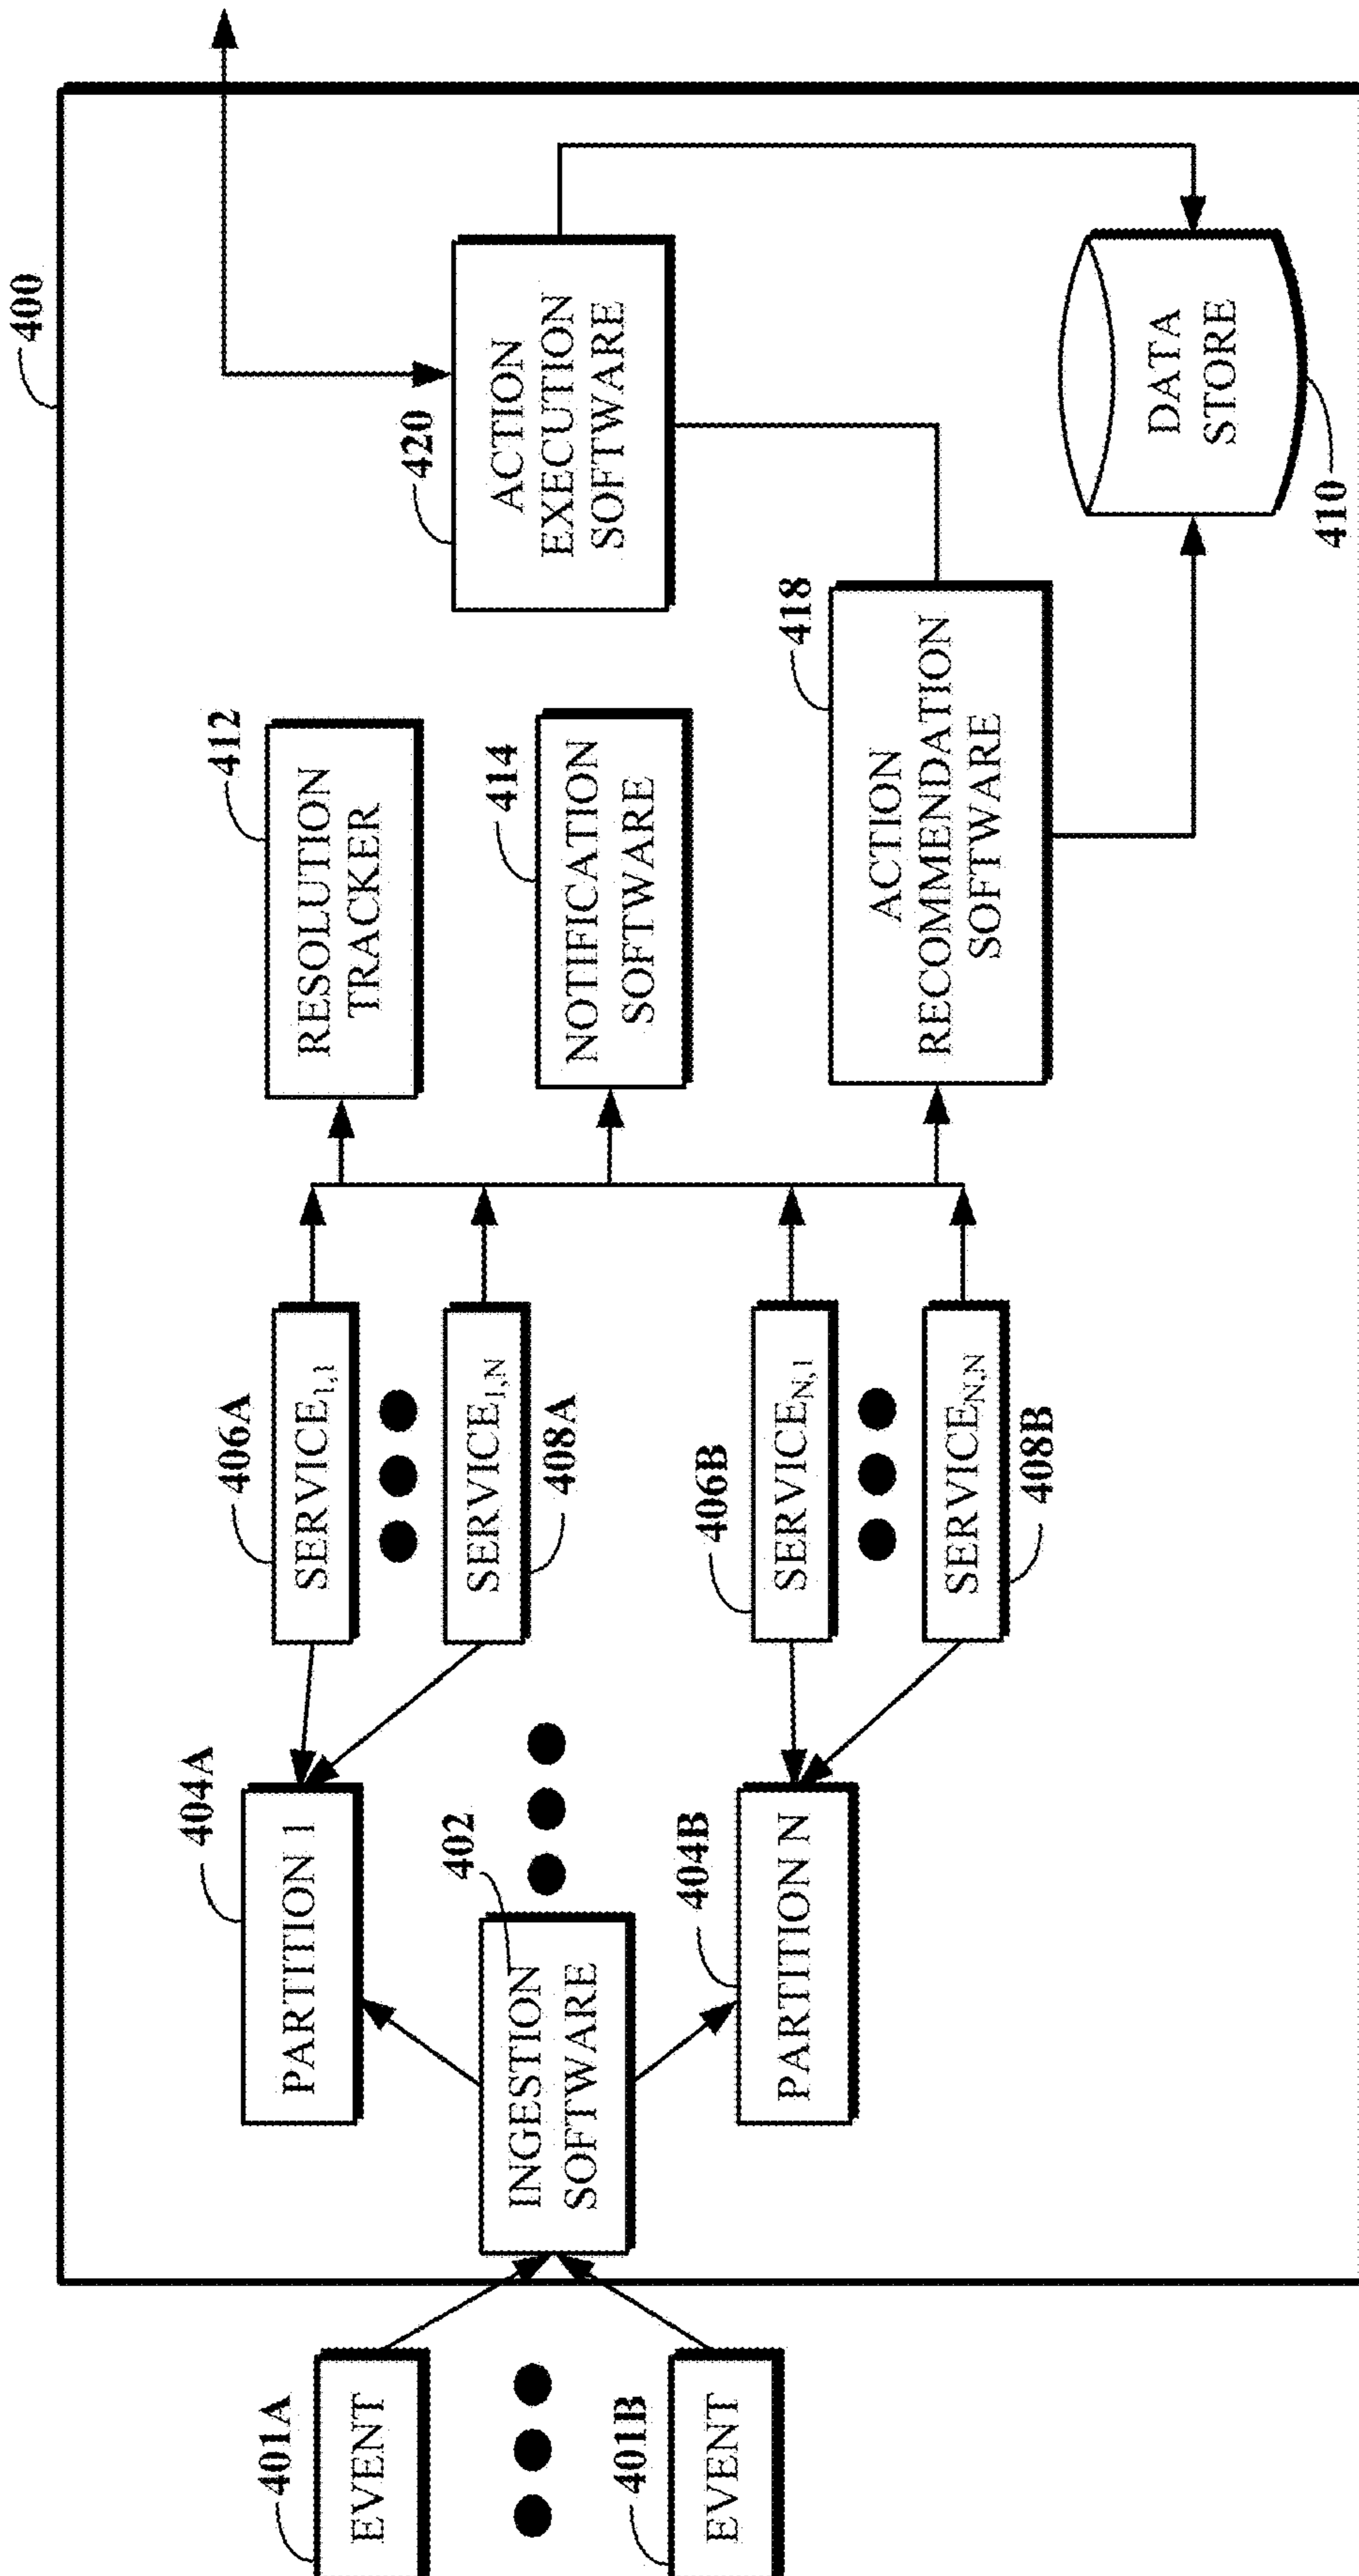 400
401A
EVENT
401B
EVENT
402
INGESTION
SOFTWARE
404A
PARTITION 1
404B
PARTITION N
406A
SERVICE1,1
408A
SERVICE1,N
406B
SERVICEN,1
408B
SERVICEN,N
412
RESOLUTION
TRACKER
414
NOTIFICATION
SOFTWARE
418
ACTION
RECOMMENDATION
SOFTWARE
420
ACTION
EXECUTION
SOFTWARE
DATA
STORE
410